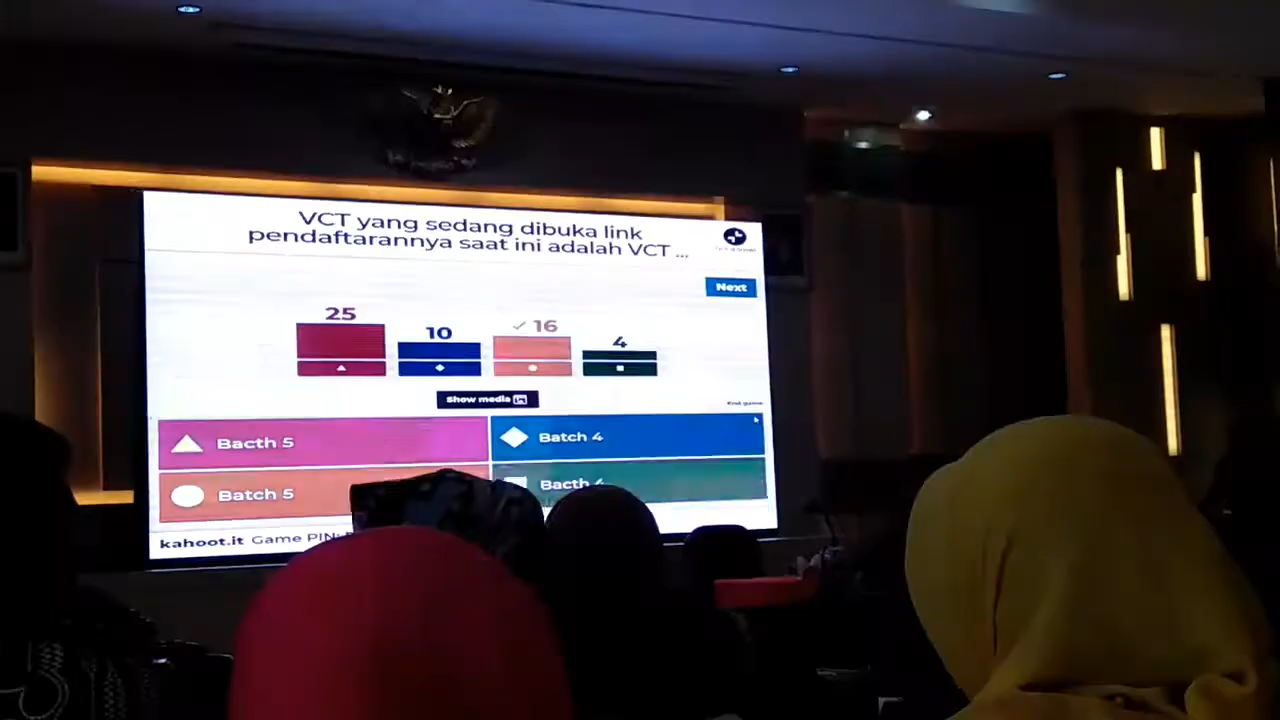 VCT yang sedang dibuka link
pendaftarannya saat ini adalah VCT ...
Next
25
10
16
4
Show media
End game
Bacth 5
Batch 4
Batch 5
Bacth 4
kahoot.it Game PIN: